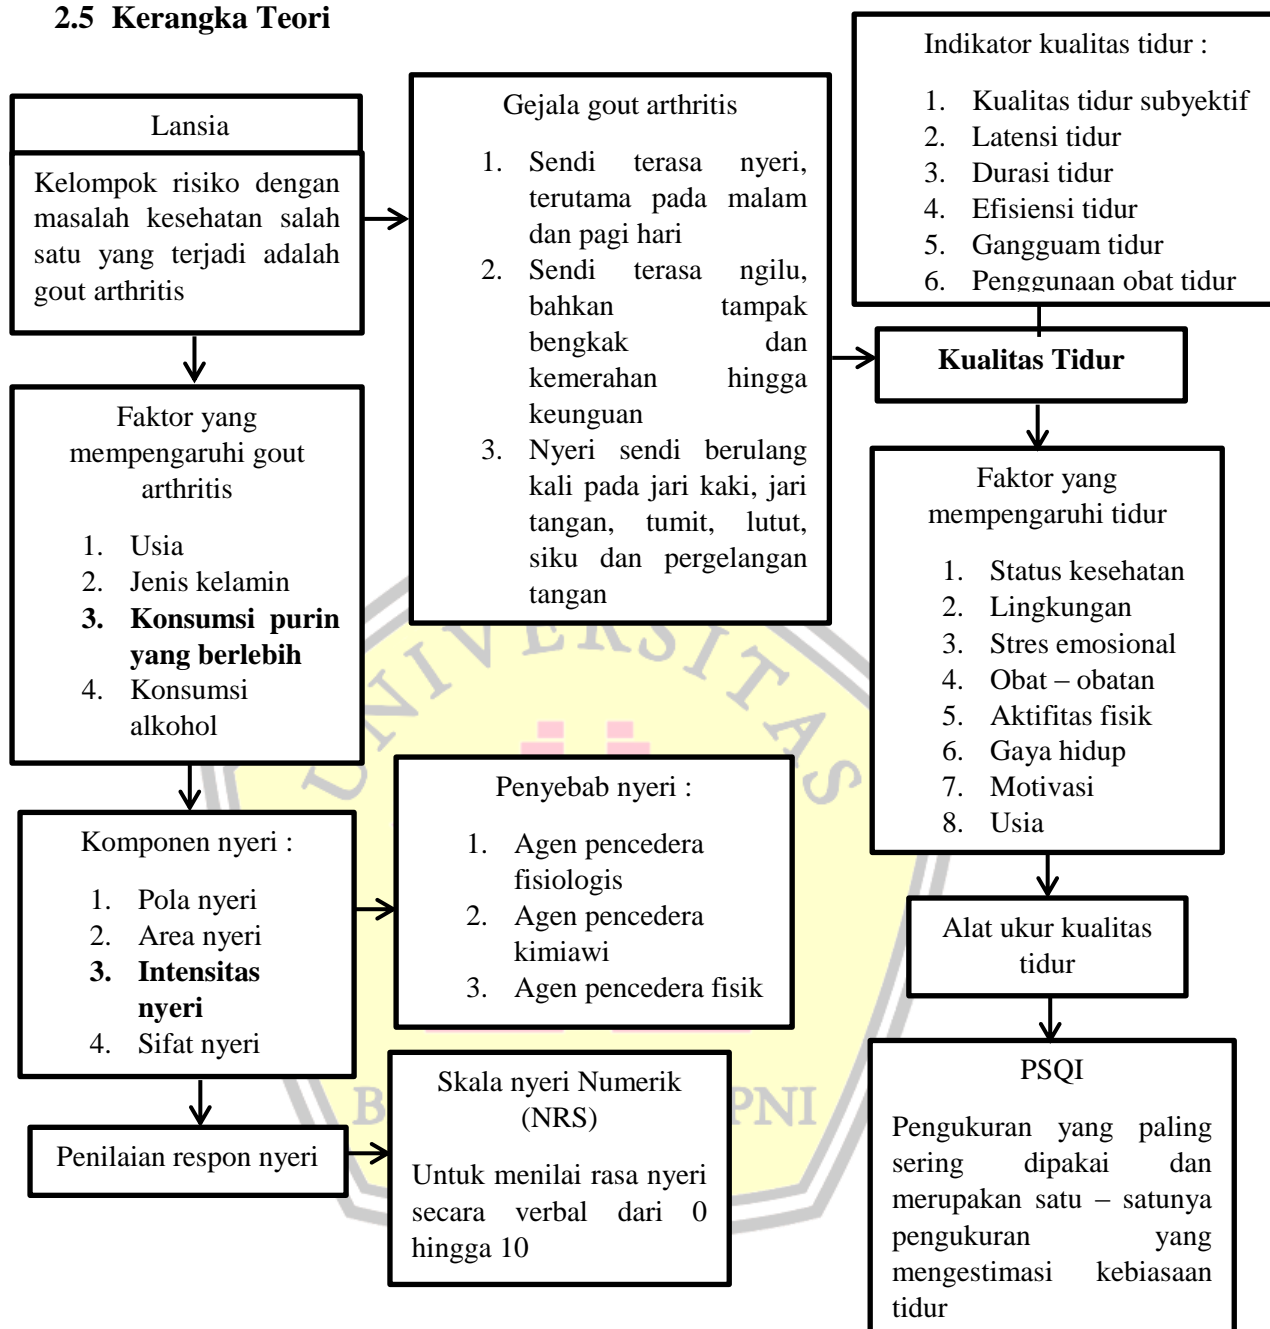 2.5 Kerangka Teori
Lansia
Kelompok risiko dengan
masalah kesehatan salah
satu yang terjadi adalah
gout arthritis
Faktor yang
mempengaruhi gout
arthritis
1. Usia
2. Jenis kelamin
3. Konsumsi purin
yang berlebih
4. Konsumsi
alkohol
Komponen nyeri :
1. Pola nyeri
2. Area nyeri
3. Intensitas
nyeri
4. Sifat nyeri
Penilaian respon nyeri
Gejala gout arthritis
1. Sendi terasa nyeri,
terutama pada malam
dan pagi hari
2. Sendi terasa ngilu,
bahkan tampak
bengkak dan
kemerahan hingga
keunguan
3. Nyeri sendi berulang
kali pada jari kaki, jari
tangan, tumit, lutut,
siku dan pergelangan
tangan
Penyebab nyeri :
1. Agen pencedera
fisiologis
2. Agen pencedera
kimiawi
3. Agen pencedera fisik
Skala nyeri Numerik
(NRS)
Untuk menilai rasa nyeri
secara verbal dari 0
hingga 10
Indikator kualitas tidur :
1. Kualitas tidur subyektif
2. Latensi tidur
3. Durasi tidur
4. Efisiensi tidur
5. Gangguam tidur
6. Penggunaan obat tidur
Kualitas Tidur
Faktor yang
mempengaruhi tidur
1. Status kesehatan
2. Lingkungan
3. Stres emosional
4. Obat – obatan
5. Aktifitas fisik
6. Gaya hidup
7. Motivasi
8. Usia
Alat ukur kualitas
tidur
PSQI
Pengukuran yang paling
sering dipakai dan
merupakan satu – satunya
pengukuran yang
mengestimasi kebiasaan
tidur
UNIVERSITAS
PNI